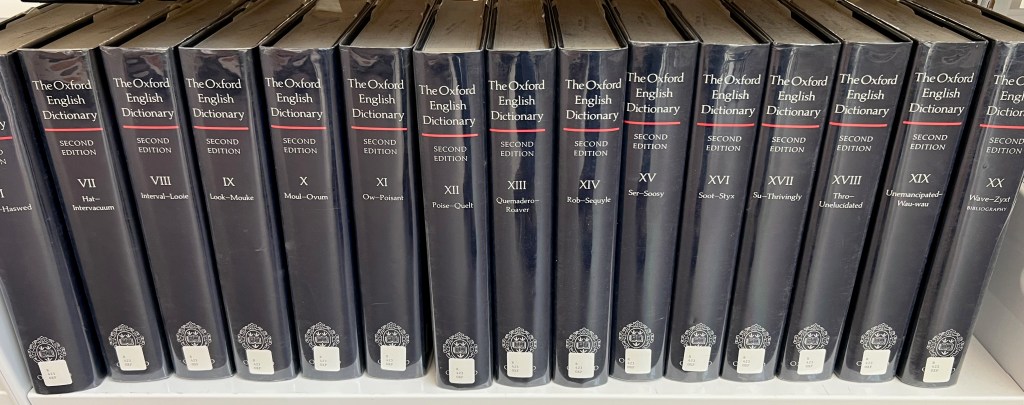 I
-Haswed
The Oxford
English
Dictionary
SECOND
EDITION
VII
Hat–
Intervacuum
The Oxford
English
Dictionary
SECOND
EDITION
VIII
Interval–Looie
The Oxford
English
Dictionary
SECOND
EDITION
IX
Look–Mouke
The Oxford
English
Dictionary
SECOND
EDITION
X
Moul–Ovum
The Oxford
English
Dictionary
SECOND
EDITION
XI
Ow–Poisant
The Oxford
English
Dictionary
SECOND
EDITION
XII
Poise–Quelt
The Oxford
English
Dictionary
SECOND
EDITION
XIII
Quemadero–
Roaver
The Oxford
English
Dictionary
SECOND
EDITION
XIV
Rob–Sequyle
The Oxford
English
Dictionary
SECOND
EDITION
XV
Ser–Soosy
The Oxford
English
Dictionary
SECOND
EDITION
XVI
Soot–Styx
The Oxford
English
Dictionary
SECOND
EDITION
XVII
Su–Thrivingly
The Oxford
English
Dictionary
SECOND
EDITION
XVIII
Thro–
Unelucidated
The Oxford
English
Dictionary
SECOND
EDITION
XIX
Unemancipated–
Wau-wau
The Ox
Engl
Diction
SECOND
EDITION
XX
Wave–Zyxt
BIBLIOGRAPHY